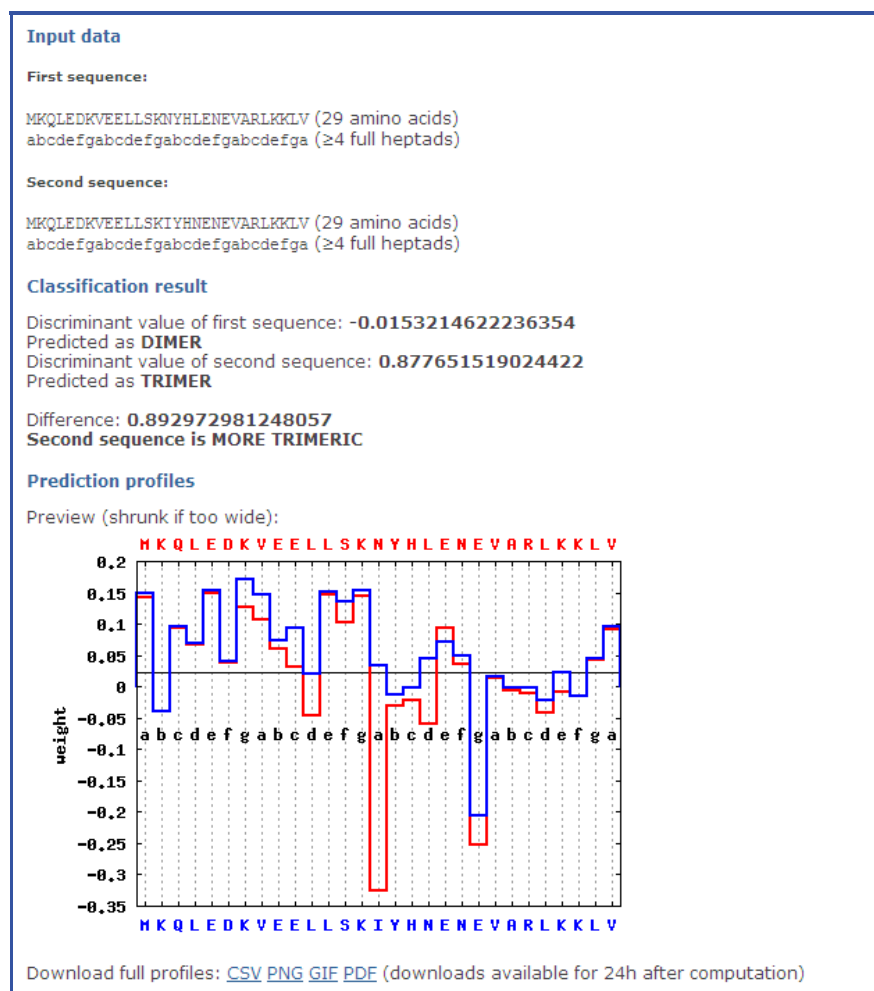 Input data
First sequence:
MKQLEDKVEELLSKNYHLENEVARLKKLV (29 amino acids)
abcdefgabcdefgabcdefgabcdefga (≥4 full heptads)
Second sequence:
MKQLEDKVEELLSKIYHNENEVARLKKLV (29 amino acids)
abcdefgabcdefgabcdefgabcdefga (≥4 full heptads)
Classification result
Discriminant value of first sequence: -0.0153214622236354
Predicted as DIMER
Discriminant value of second sequence: 0.877651519024422
Predicted as TRIMER
Difference: 0.892972981248057
Second sequence is MORE TRIMERIC
Prediction profiles
Preview (shrunk if too wide):
M K Q L E D K V E E L L S K N Y H L E N E V A R L K K L V
0.2
0.15
0.1
0.05
0
-0.05
-0.1
-0.15
-0.2
-0.25
-0.3
-0.35
weight
a b c d e f g a b c d e f g a b c d e f g a b c d e f g a
M K Q L E D K V E E L L S K I Y H N E N E V A R L K K L V
Download full profiles: CSV PNG GIF PDF (downloads available for 24h after computation)